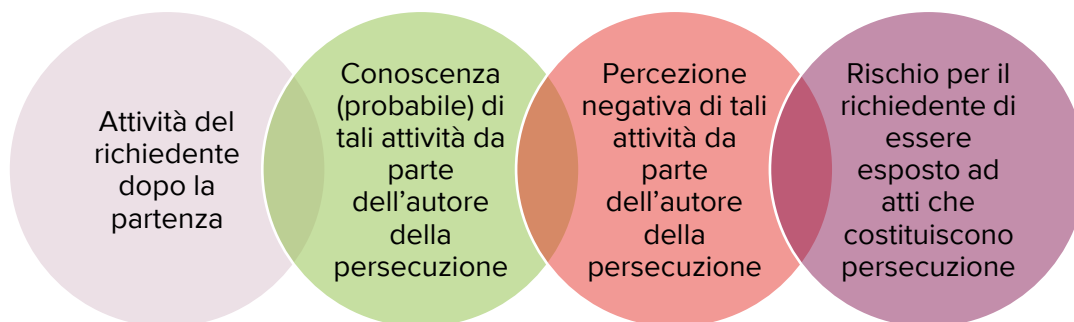 Attività del
richiedente
dopo la
partenza
Conoscenza
(probabile) di
tali attività da
parte
dell’autore
della
persecuzione
Percezione
negativa di tali
attività da
parte
dell’autore
della
persecuzione
Rischio per il
richiedente di
essere
esposto ad
atti che
costituiscono
persecuzione